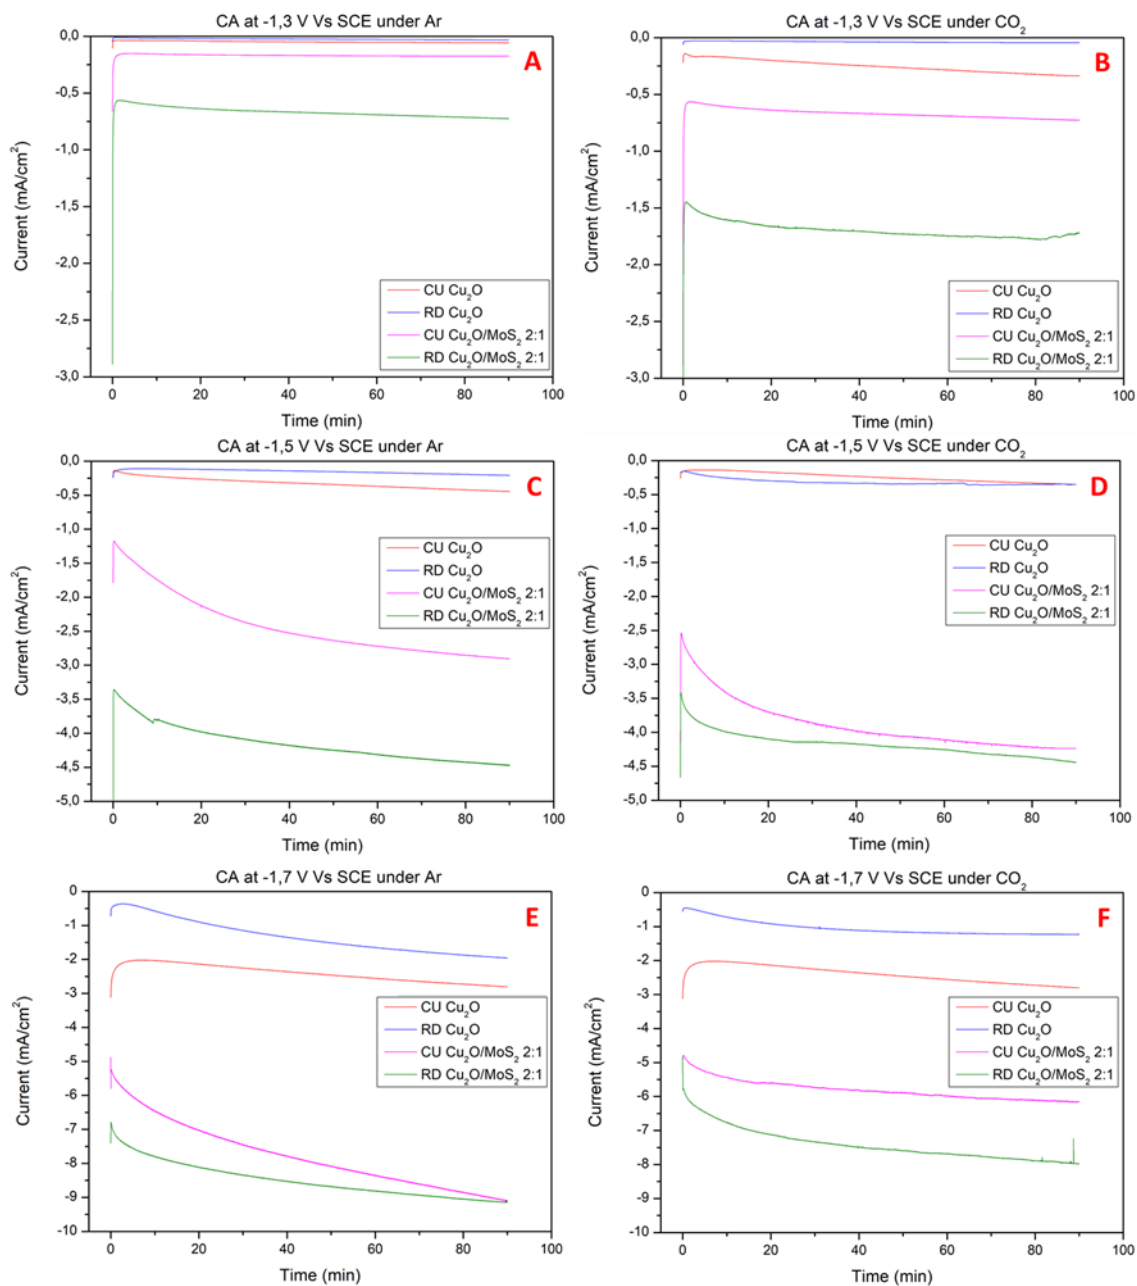 CA at -1,3 V Vs SCE under Ar
A
0,0
-0,5
-1,0
-1,5
-2,0
-2,5
-3,0
Current (mA/cm²)
CU Cu₂O
RD Cu₂O
CU Cu₂O/MoS₂ 2:1
RD Cu₂O/MoS₂ 2:1
0 20 40 60 80 100
Time (min)
CA at -1,3 V Vs SCE under CO₂
B
0,0
-0,5
-1,0
-1,5
-2,0
-2,5
-3,0
Current (mA/cm²)
CU Cu₂O
RD Cu₂O
CU Cu₂O/MoS₂ 2:1
RD Cu₂O/MoS₂ 2:1
0 20 40 60 80 100
Time (min)
CA at -1,5 V Vs SCE under Ar
C
0,0
-0,5
-1,0
-1,5
-2,0
-2,5
-3,0
-3,5
-4,0
-4,5
-5,0
Current (mA/cm²)
CU Cu₂O
RD Cu₂O
CU Cu₂O/MoS₂ 2:1
RD Cu₂O/MoS₂ 2:1
0 20 40 60 80 100
Time (min)
CA at -1,5 V Vs SCE under CO₂
D
0,0
-0,5
-1,0
-1,5
-2,0
-2,5
-3,0
-3,5
-4,0
-4,5
-5,0
Current (mA/cm²)
CU Cu₂O
RD Cu₂O
CU Cu₂O/MoS₂ 2:1
RD Cu₂O/MoS₂ 2:1
0 20 40 60 80 100
Time (min)
CA at -1,7 V Vs SCE under Ar
E
0
-1
-2
-3
-4
-5
-6
-7
-8
-9
-10
Current (mA/cm²)
CU Cu₂O
RD Cu₂O
CU Cu₂O/MoS₂ 2:1
RD Cu₂O/MoS₂ 2:1
0 20 40 60 80 100
Time (min)
CA at -1,7 V Vs SCE under CO₂
F
0
-1
-2
-3
-4
-5
-6
-7
-8
-9
-10
Current (mA/cm²)
CU Cu₂O
RD Cu₂O
CU Cu₂O/MoS₂ 2:1
RD Cu₂O/MoS₂ 2:1
0 20 40 60 80 100
Time (min)